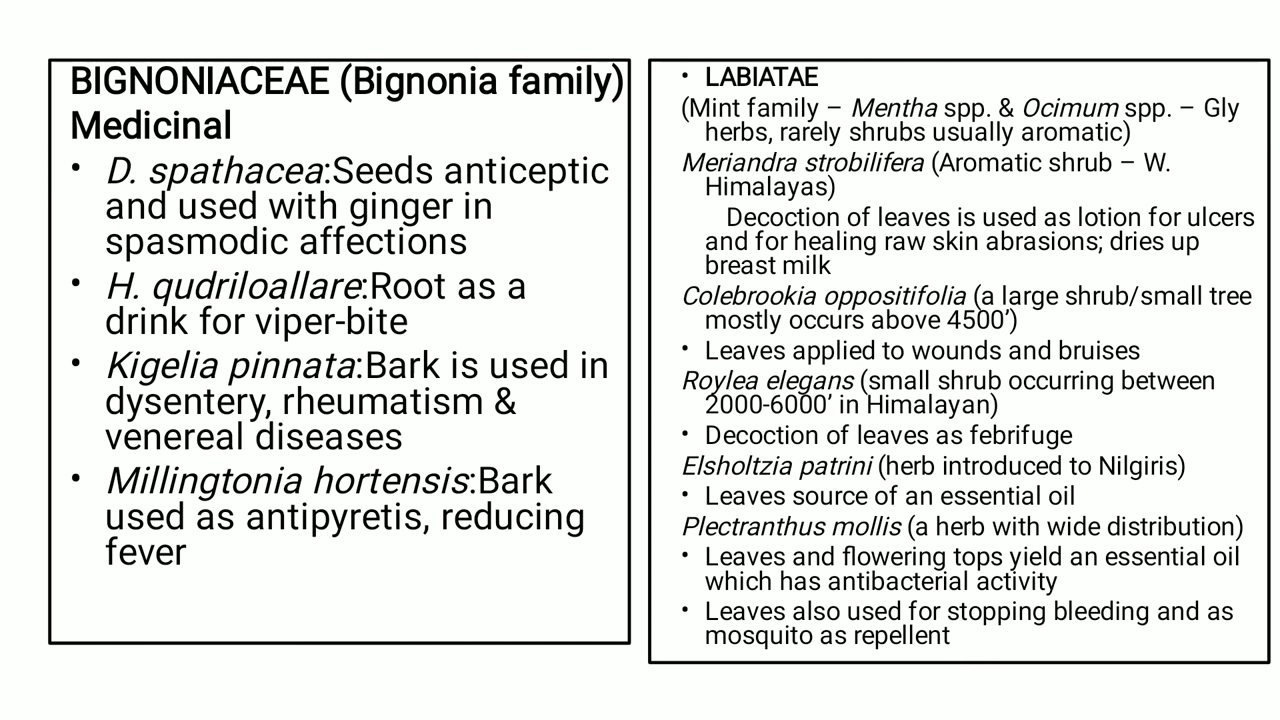 BIGNONIACEAE (Bignonia family)
Medicinal
• D. spathacea:Seeds anticeptic
and used with ginger in
spasmodic affections
• H. qudriloallare:Root as a
drink for viper-bite
• Kigelia pinnata:Bark is used in
dysentery, rheumatism &
venereal diseases
• Millingtonia hortensis:Bark
used as antipyretis, reducing
fever
• LABIATAE
(Mint family – Mentha spp. & Ocimum spp. – Gly
herbs, rarely shrubs usually aromatic)
Meriandra strobilifera (Aromatic shrub – W.
Himalayas)
Decoction of leaves is used as lotion for ulcers
and for healing raw skin abrasions; dries up
breast milk
Colebrookia oppositifolia (a large shrub/small tree
mostly occurs above 4500’)
• Leaves applied to wounds and bruises
Roylea elegans (small shrub occurring between
2000-6000’ in Himalayan)
• Decoction of leaves as febrifuge
Elsholtzia patrini (herb introduced to Nilgiris)
• Leaves source of an essential oil
Plectranthus mollis (a herb with wide distribution)
• Leaves and flowering tops yield an essential oil
which has antibacterial activity
• Leaves also used for stopping bleeding and as
mosquito as repellent